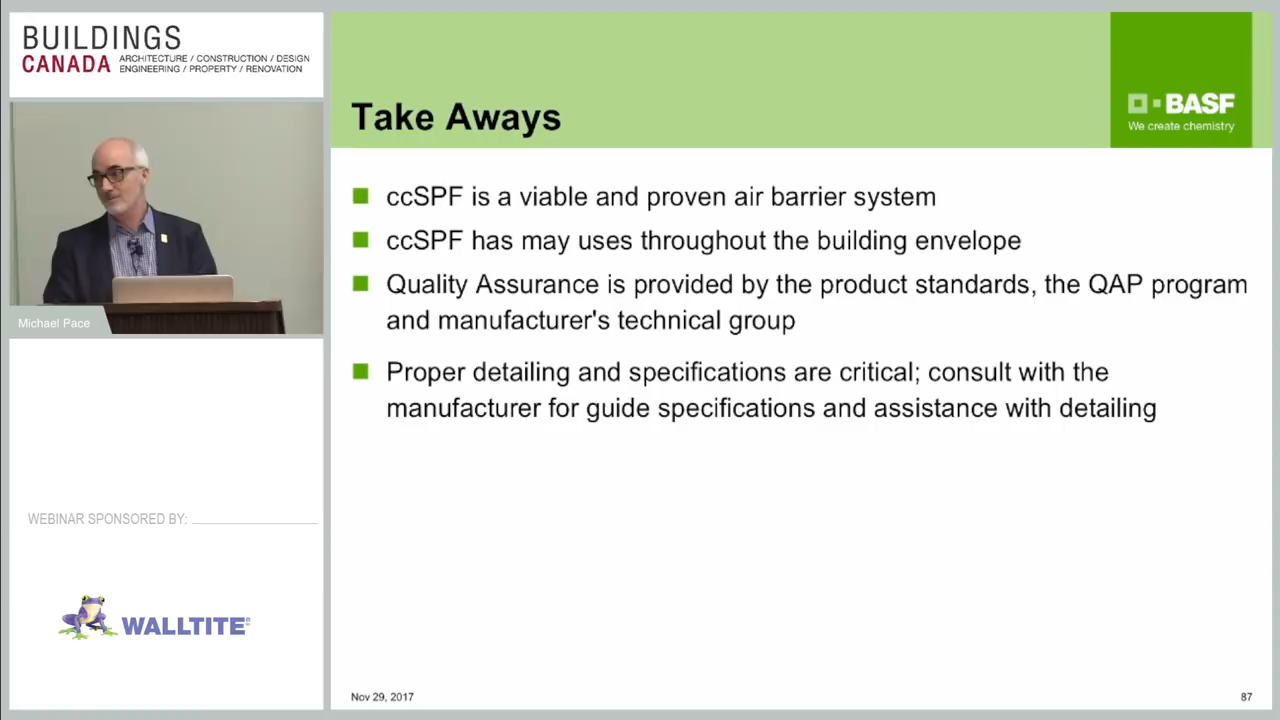 BUILDINGS
CANADA
ARCHITECTURE / CONSTRUCTION / DESIGN
ENGINEERING / PROPERTY / RENOVATION
Michael Pace
WEBINAR SPONSORED BY:
WALLTITE
Take Aways
BASF
We create chemistry
ccSPF is a viable and proven air barrier system
ccSPF has may uses throughout the building envelope
Quality Assurance is provided by the product standards, the QAP program
and manufacturer's technical group
Proper detailing and specifications are critical; consult with the
manufacturer for guide specifications and assistance with detailing
Nov 29, 2017
87